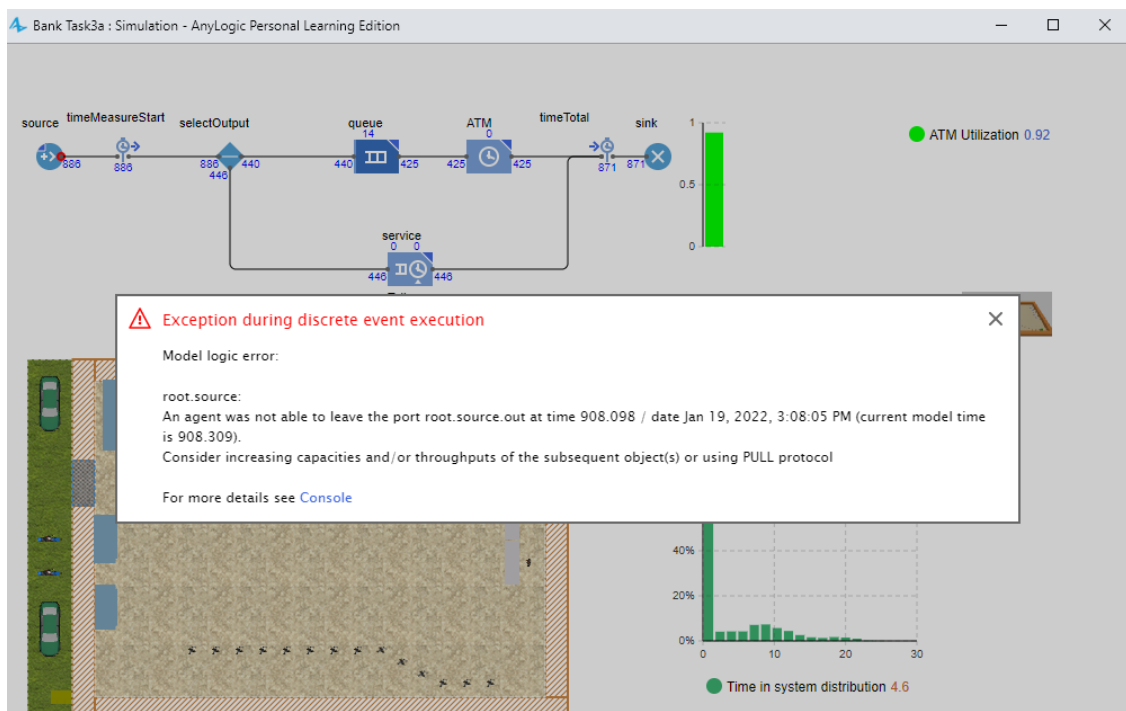 Bank Task3a : Simulation - AnyLogic Personal Learning Edition
source timeMeasureStart selectOutput queue ATM timeTotal sink
14 0
886 886 886 440 440 425 425 425 871 871
446
1
0.5
0
ATM Utilization 0.92
service
0 0
446 446
Exception during discrete event execution
Model logic error:
root.source:
An agent was not able to leave the port root.source.out at time 908.098 / date Jan 19, 2022, 3:08:05 PM (current model time
is 908.309).
Consider increasing capacities and/or throughputs of the subsequent object(s) or using PULL protocol
For more details see Console
40%
20%
0%
0 10 20 30
Time in system distribution 4.6